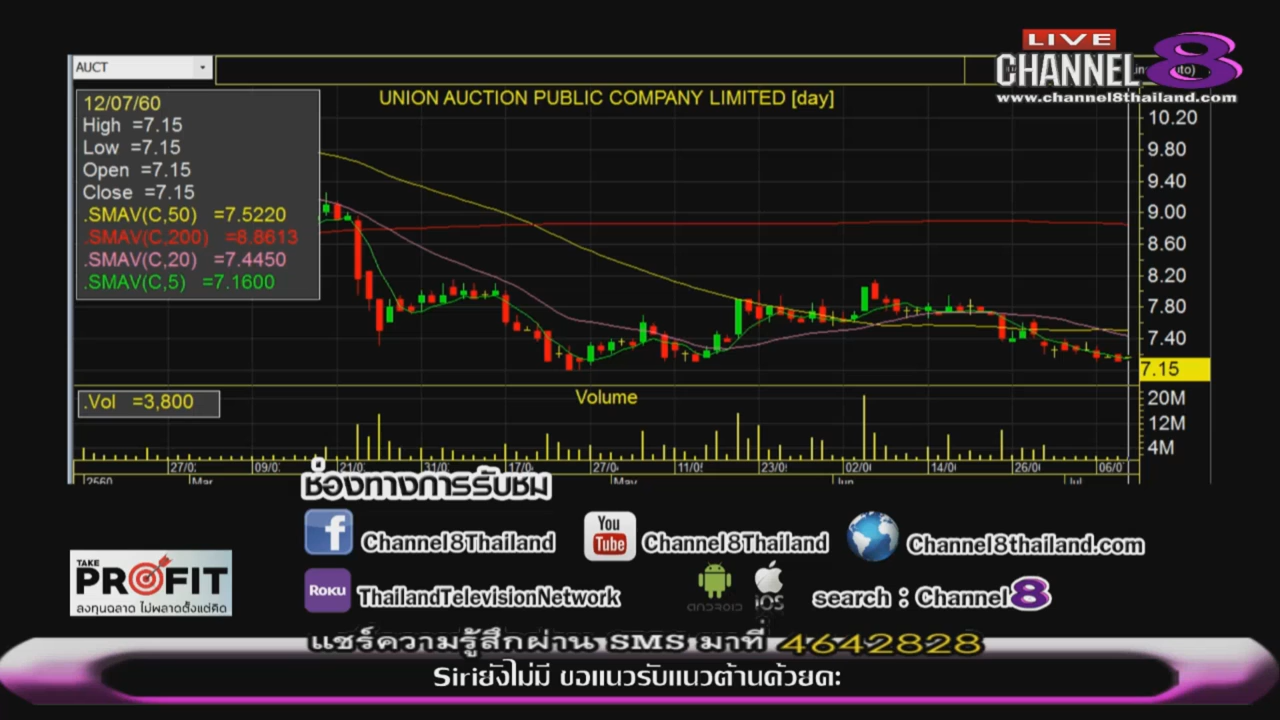 LIVE
CHANNEL 8
www.channel8thailand.com
AUCT
UNION AUCTION PUBLIC COMPANY LIMITED [day]
12/07/60
High =7.15
Low =7.15
Open =7.15
Close =7.15
.SMAV(C,50) =7.5220
.SMAV(C,200) =8.8613
.SMAV(C,20) =7.4450
.SMAV(C,5) =7.1600
10.20
9.80
9.40
9.00
8.60
8.20
7.80
7.40
7.15
.Vol =3,800
Volume
20M
12M
4M
27/0 09/0 21/0 31/0 17/0 27/0 11/05 23/05 02/0 14/0 26/0 06/0
2560 Mar May Jun Jul
ช่องทางการรับชม
Channel8Thailand
You Tube Channel8Thailand
Channel8thailand.com
ROKU ThailandTelevisionNetwork
android iOS search : Channel 8
TAKE PROFIT
ลงทุนฉลาด ไม่พลาดตั้งแต่คิด
แชร์ความรู้สึกผ่าน SMS มาที่ 4642828
Siriยังไม่มี ขอแนวรับแนวต้านด้วยคะ